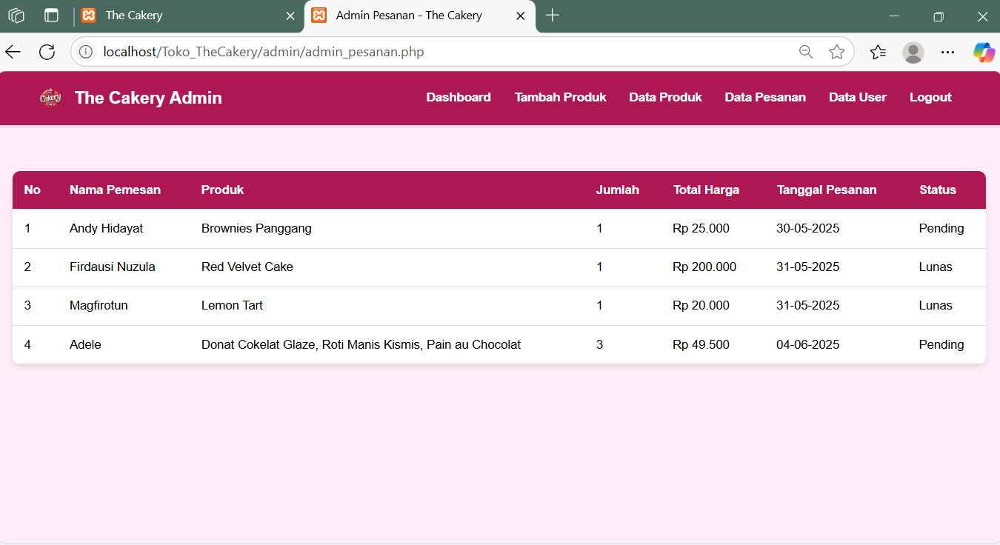 The Cakery
Admin Pesanan - The Cakery
localhost/Toko_TheCakery/admin/admin_pesanan.php
Cakery The Cakery Admin Dashboard Tambah Produk Data Produk Data Pesanan Data User Logout
No Nama Pemesan Produk Jumlah Total Harga Tanggal Pesanan Status
1 Andy Hidayat Brownies Panggang 1 Rp 25.000 30-05-2025 Pending
2 Firdausi Nuzula Red Velvet Cake 1 Rp 200.000 31-05-2025 Lunas
3 Magfirotun Lemon Tart 1 Rp 20.000 31-05-2025 Lunas
4 Adele Donat Cokelat Glaze, Roti Manis Kismis, Pain au Chocolat 3 Rp 49.500 04-06-2025 Pending